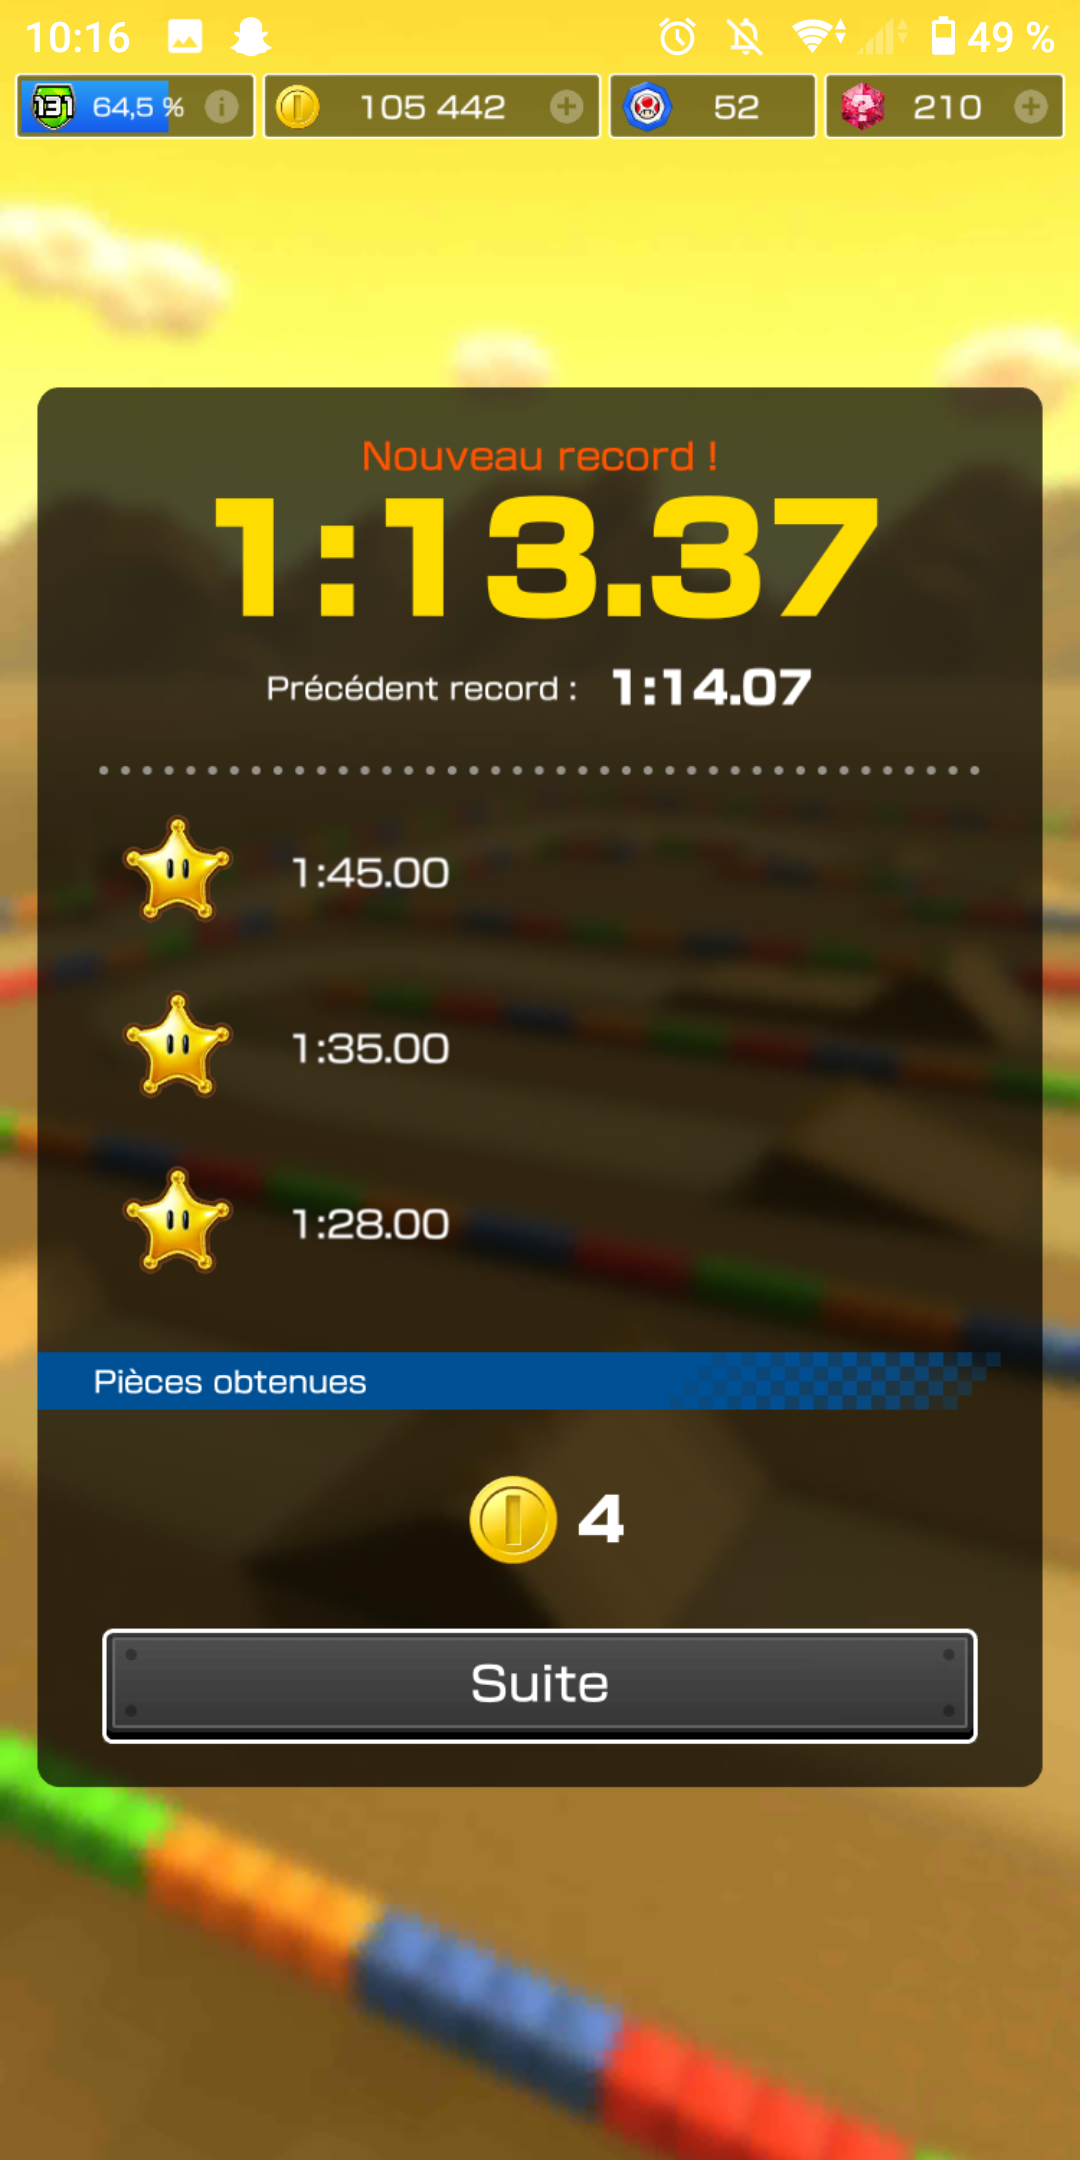 10:16 49 %
131 64,5 % 105 442 52 210
Nouveau record !
1:13.37
Précédent record : 1:14.07
1:45.00
1:35.00
1:28.00
Pièces obtenues
4
Suite